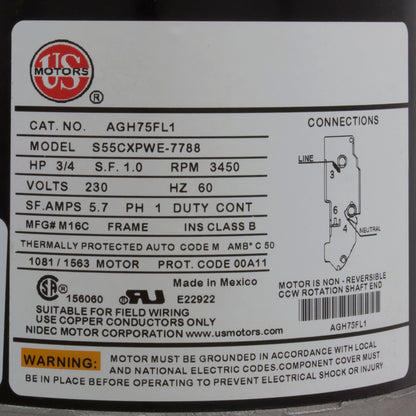 US
MOTORS
®
CAT. NO. AGH75FL1
MODEL S55CXPWE-7788
HP 3/4 S.F. 1.0 RPM 3450
VOLTS 230 HZ 60
SF.AMPS 5.7 PH 1 DUTY CONT
MFG# M16C FRAME INS CLASS B
THERMALLY PROTECTED AUTO CODE M AMB°C 50
1081 / 1563 MOTOR PROT. CODE 00A11
SA 156060 RU ® E22922 Made in Mexico
SUITABLE FOR FIELD WIRING
USE COPPER CONDUCTORS ONLY
NIDEC MOTOR CORPORATION www.usmotors.com
CONNECTIONS
LINE
3
6
4
NEUTRAL
MOTOR IS NON - REVERSIBLE
CCW ROTATION SHAFT END
AGH75FL1
WARNING: MOTOR MUST BE GROUNDED IN ACCORDANCE WITH LOCAL
AND NATIONAL ELECTRIC CODES.COMPONENT COVER MUST
BE IN PLACE BEFORE OPERATING TO PREVENT ELECTRICAL SHOCK OR INJURY